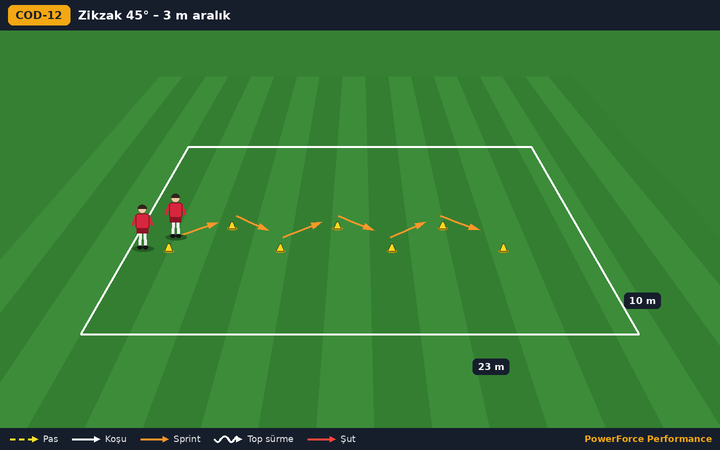 COD-12
Zikzak 45° – 3 m aralık
10 m
23 m
Pas
Koşu
Sprint
Top sürme
Şut
PowerForce Performance